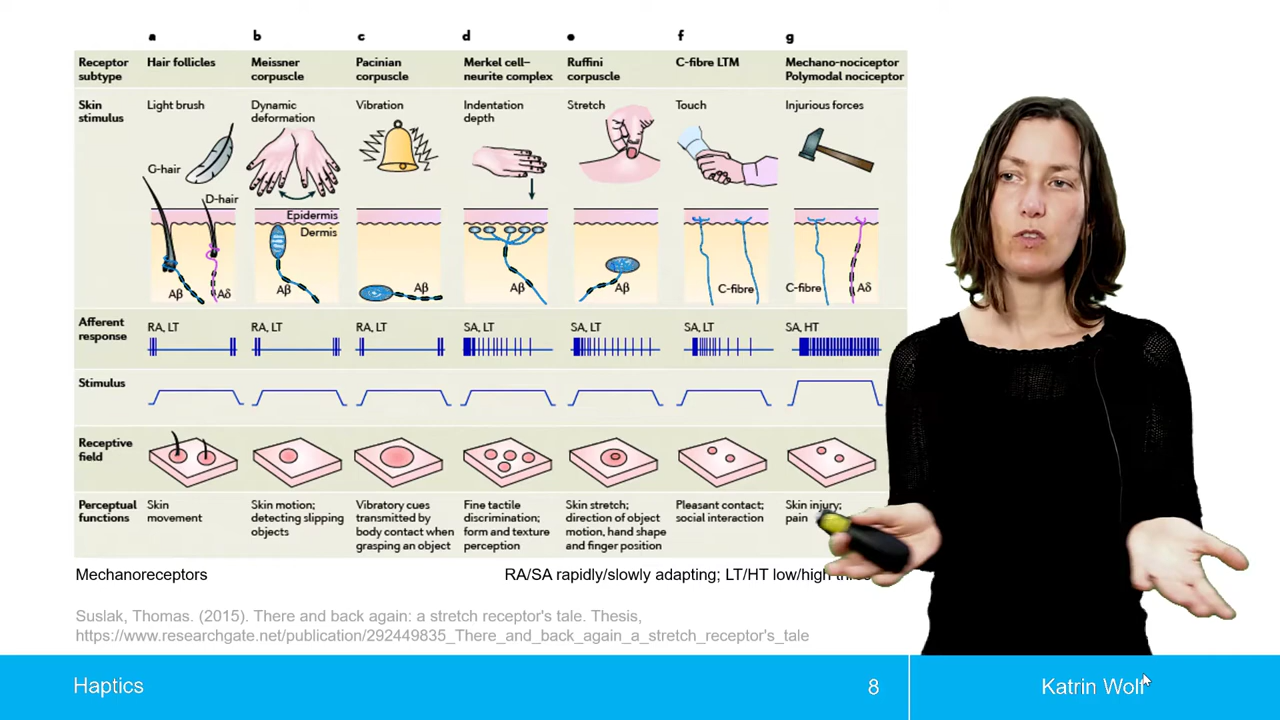 a b c d e f g
Receptor subtype
Hair follicles
Meissner corpuscle
Pacinian corpuscle
Merkel cell–neurite complex
Ruffini corpuscle
C-fibre LTM
Mechano-nociceptor Polymodal nociceptor
Skin stimulus
Light brush
Dynamic deformation
Vibration
Indentation depth
Stretch
Touch
Injurious forces
G-hair
D-hair
Epidermis
Dermis
Aβ Aδ Aβ Aβ Aβ Aβ C-fibre C-fibre Aδ
Afferent response
RA, LT RA, LT RA, LT SA, LT SA, LT SA, LT SA, HT
Stimulus
Receptive field
Perceptual functions
Skin movement
Skin motion; detecting slipping objects
Vibratory cues transmitted by body contact when grasping an object
Fine tactile discrimination; form and texture perception
Skin stretch; direction of object motion, hand shape and finger position
Pleasant contact; social interaction
Skin injury; pain
Mechanoreceptors
RA/SA rapidly/slowly adapting; LT/HT low/high
Suslak, Thomas. (2015). There and back again: a stretch receptor's tale. Thesis,
https://www.researchgate.net/publication/292449835_There_and_back_again_a_stretch_receptor's_tale
Haptics
8
Katrin Wolf